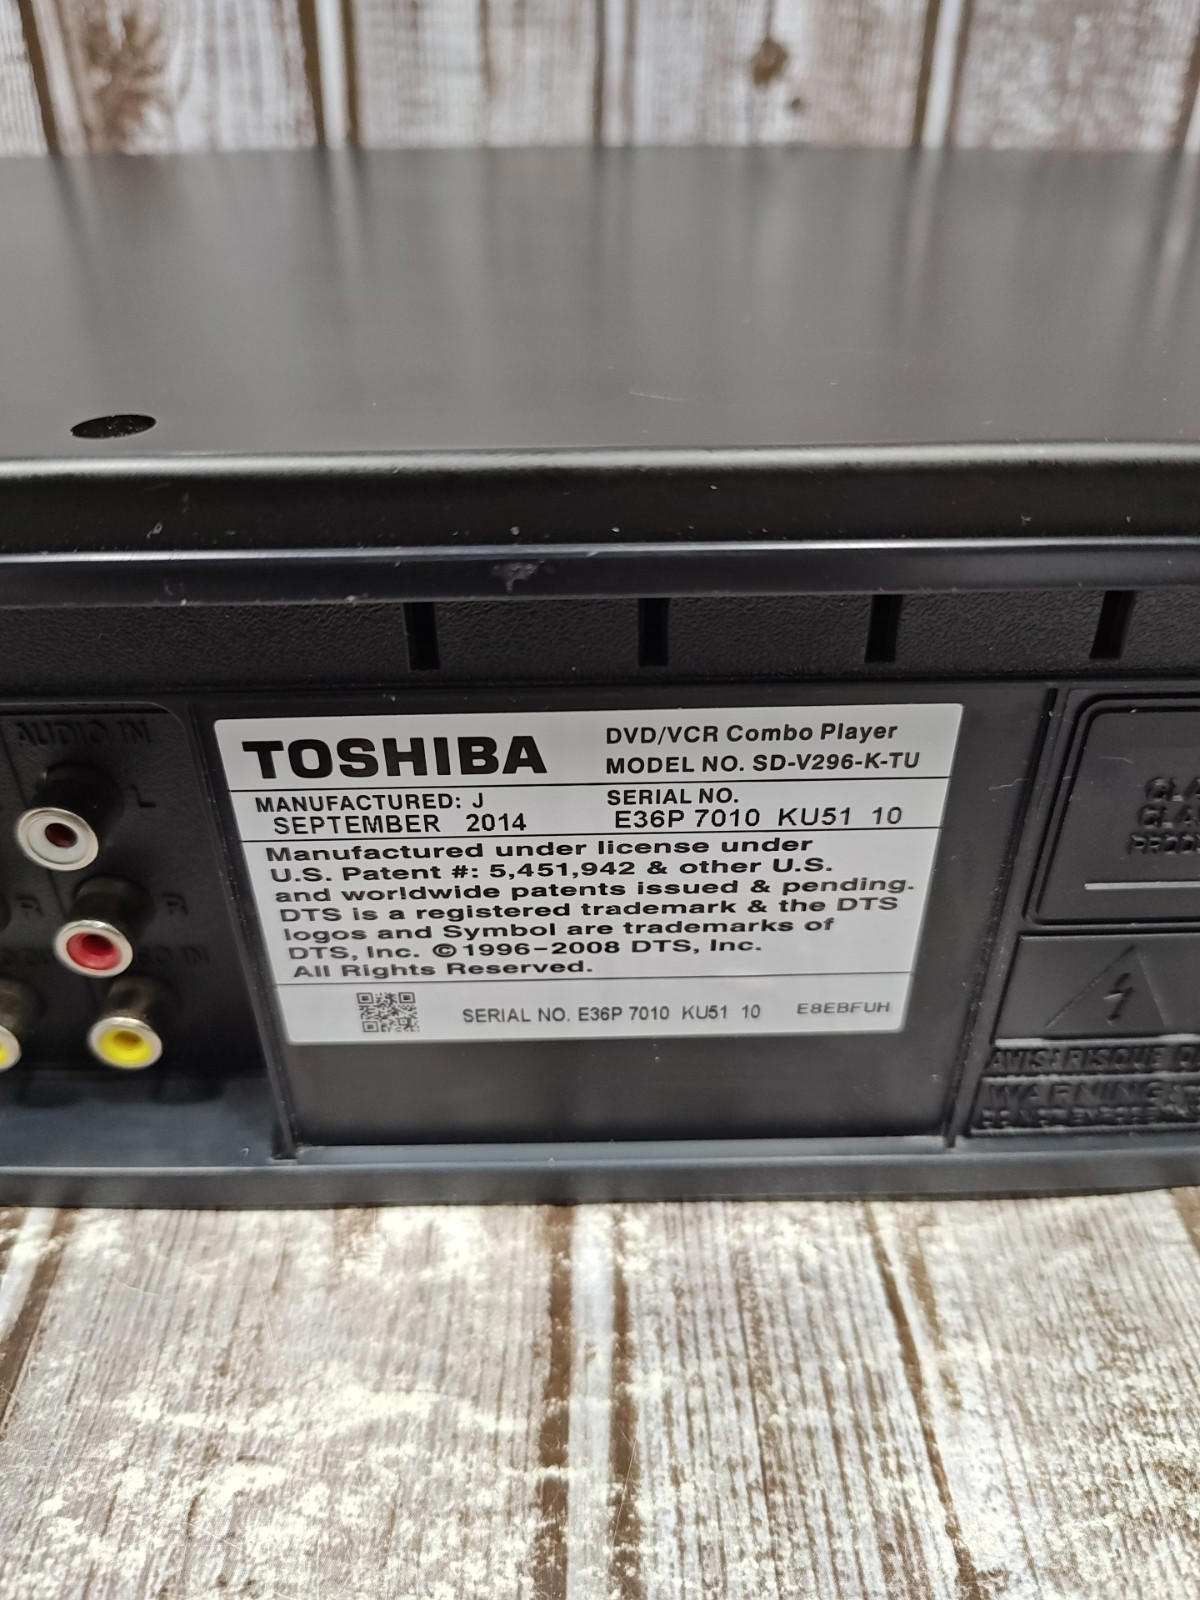 AUDIO IN
L
R
R
TOSHIBA
DVD/VCR Combo Player
MODEL NO. SD-V296-K-TU
MANUFACTURED: J
SEPTEMBER 2014
SERIAL NO.
E36P 7010 KU51 10
Manufactured under license under
U.S. Patent #: 5,451,942 & other U.S.
and worldwide patents issued & pending.
DTS is a registered trademark & the DTS
logos and Symbol are trademarks of
DTS, Inc. ©1996-2008 DTS, Inc.
All Rights Reserved.
SERIAL NO. E36P 7010 KU51 10
E8EBFUH
AVIS: RISQUE
WARNING: